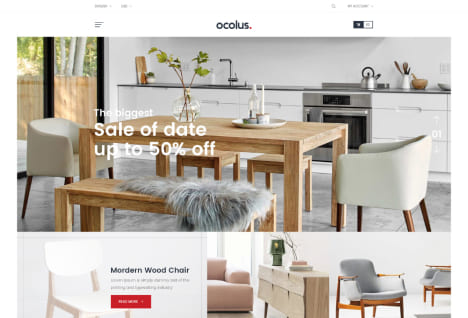 ENGLISH
USD
MY ACCOUNT
ocolus.
The biggest
Sale of date
up to 50% off
01
Mordern Wood Chair
Lorem Ipsum is simply dummy text of the
printing and typesetting industry
READ MORE